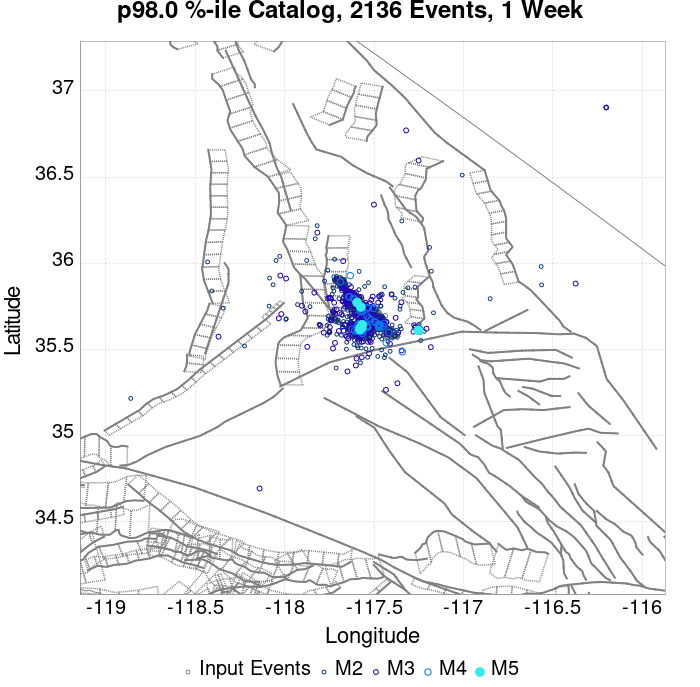 p98.0 %-ile Catalog, 2136 Events, 1 Week
37
36.5
36
35.5
35
34.5
Latitude
-119 -118.5 -118 -117.5 -117 -116.5 -116
Longitude
Input Events M2 M3 M4 M5